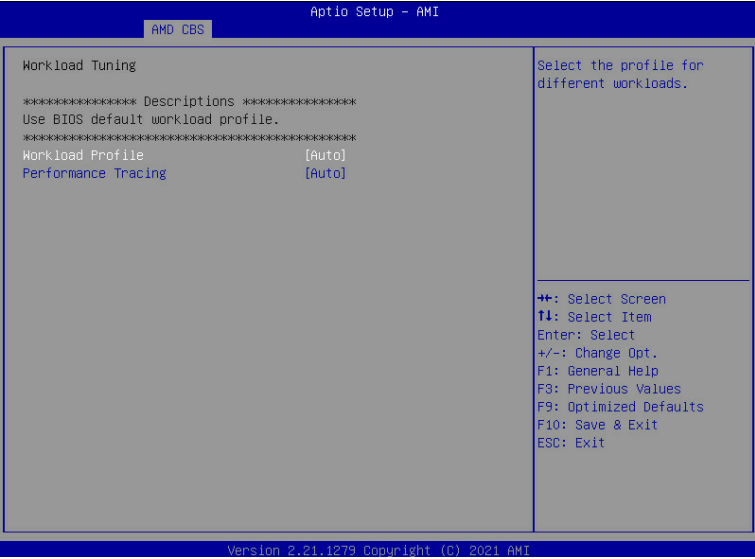 Aptio Setup – AMI
AMD CBS
Workload Tuning
*************** Descriptions ***************
Use BIOS default workload profile.
********************************************
Workload Profile [Auto]
Performance Tracing [Auto]
Select the profile for
different workloads.
→←: Select Screen
↑↓: Select Item
Enter: Select
+/-: Change Opt.
F1: General Help
F3: Previous Values
F9: Optimized Defaults
F10: Save & Exit
ESC: Exit
Version 2.21.1279 Copyright (C) 2021 AMI